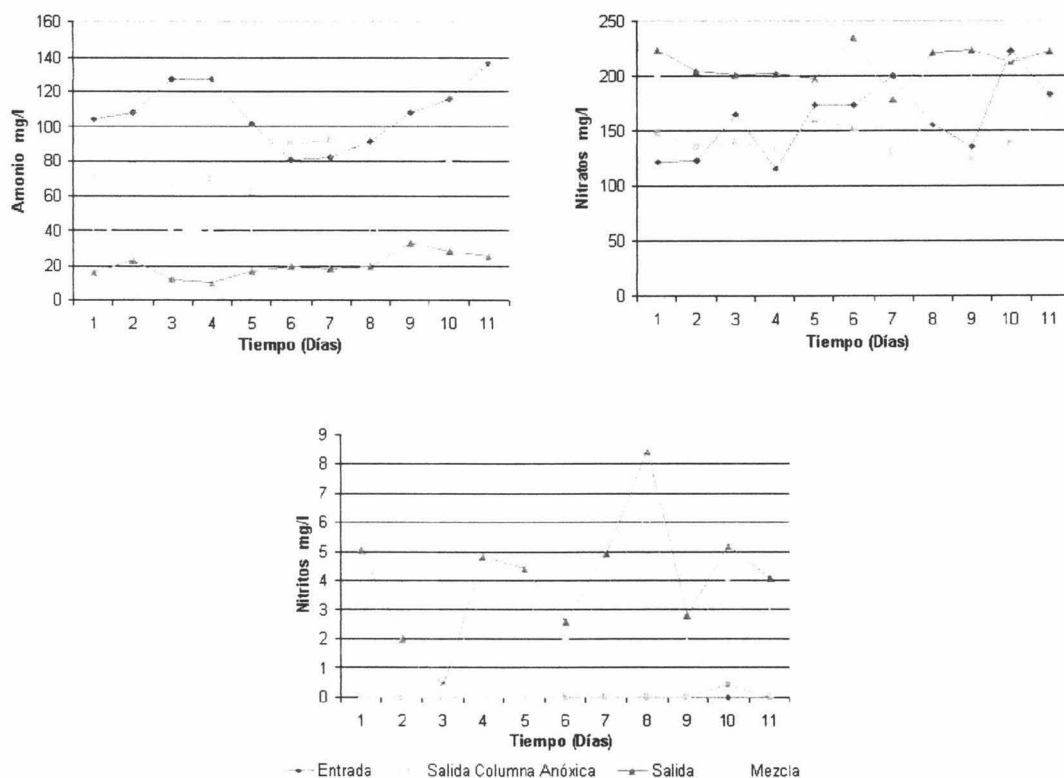 160
140
120
100
80
60
40
20
0
Amonio mg/l
1 2 3 4 5 6 7 8 9 10 11
Tiempo (Días)
250
200
150
100
50
0
Nitratos mg/l
1 2 3 4 5 6 7 8 9 10 11
Tiempo (Días)
9
8
7
6
5
4
3
2
1
0
Nitritos mg/l
1 2 3 4 5 6 7 8 9 10 11
Tiempo (Días)
Entrada Salida Columna Anóxica Salida Mezcla